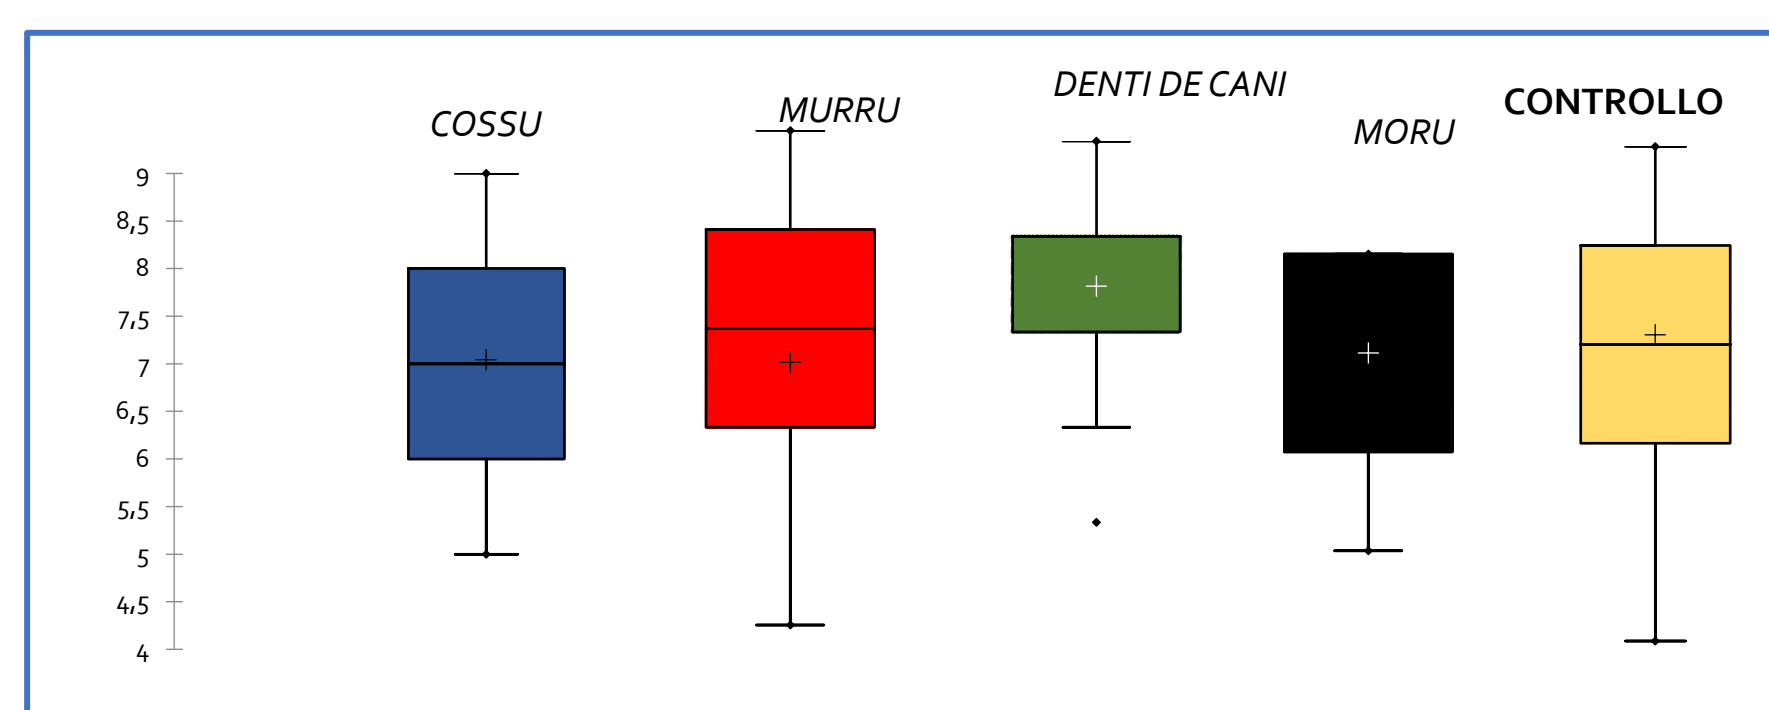 DENTI DE CANI
MURRU
CONTROLLO
COSSU
MORU
9
8,5
8
7,5
7
6,5
6
5,5
5
4,5
4